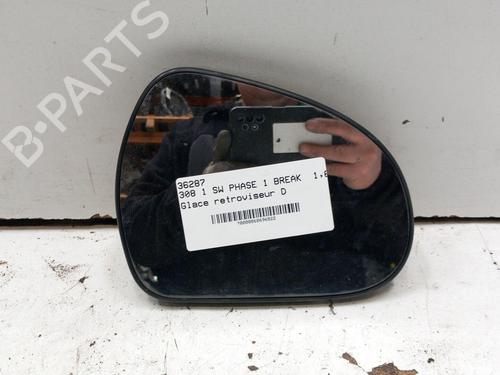 B-PARTS
36287
308 1 SW PHASE 1 BREAK 1.6
Glace retroviseur D